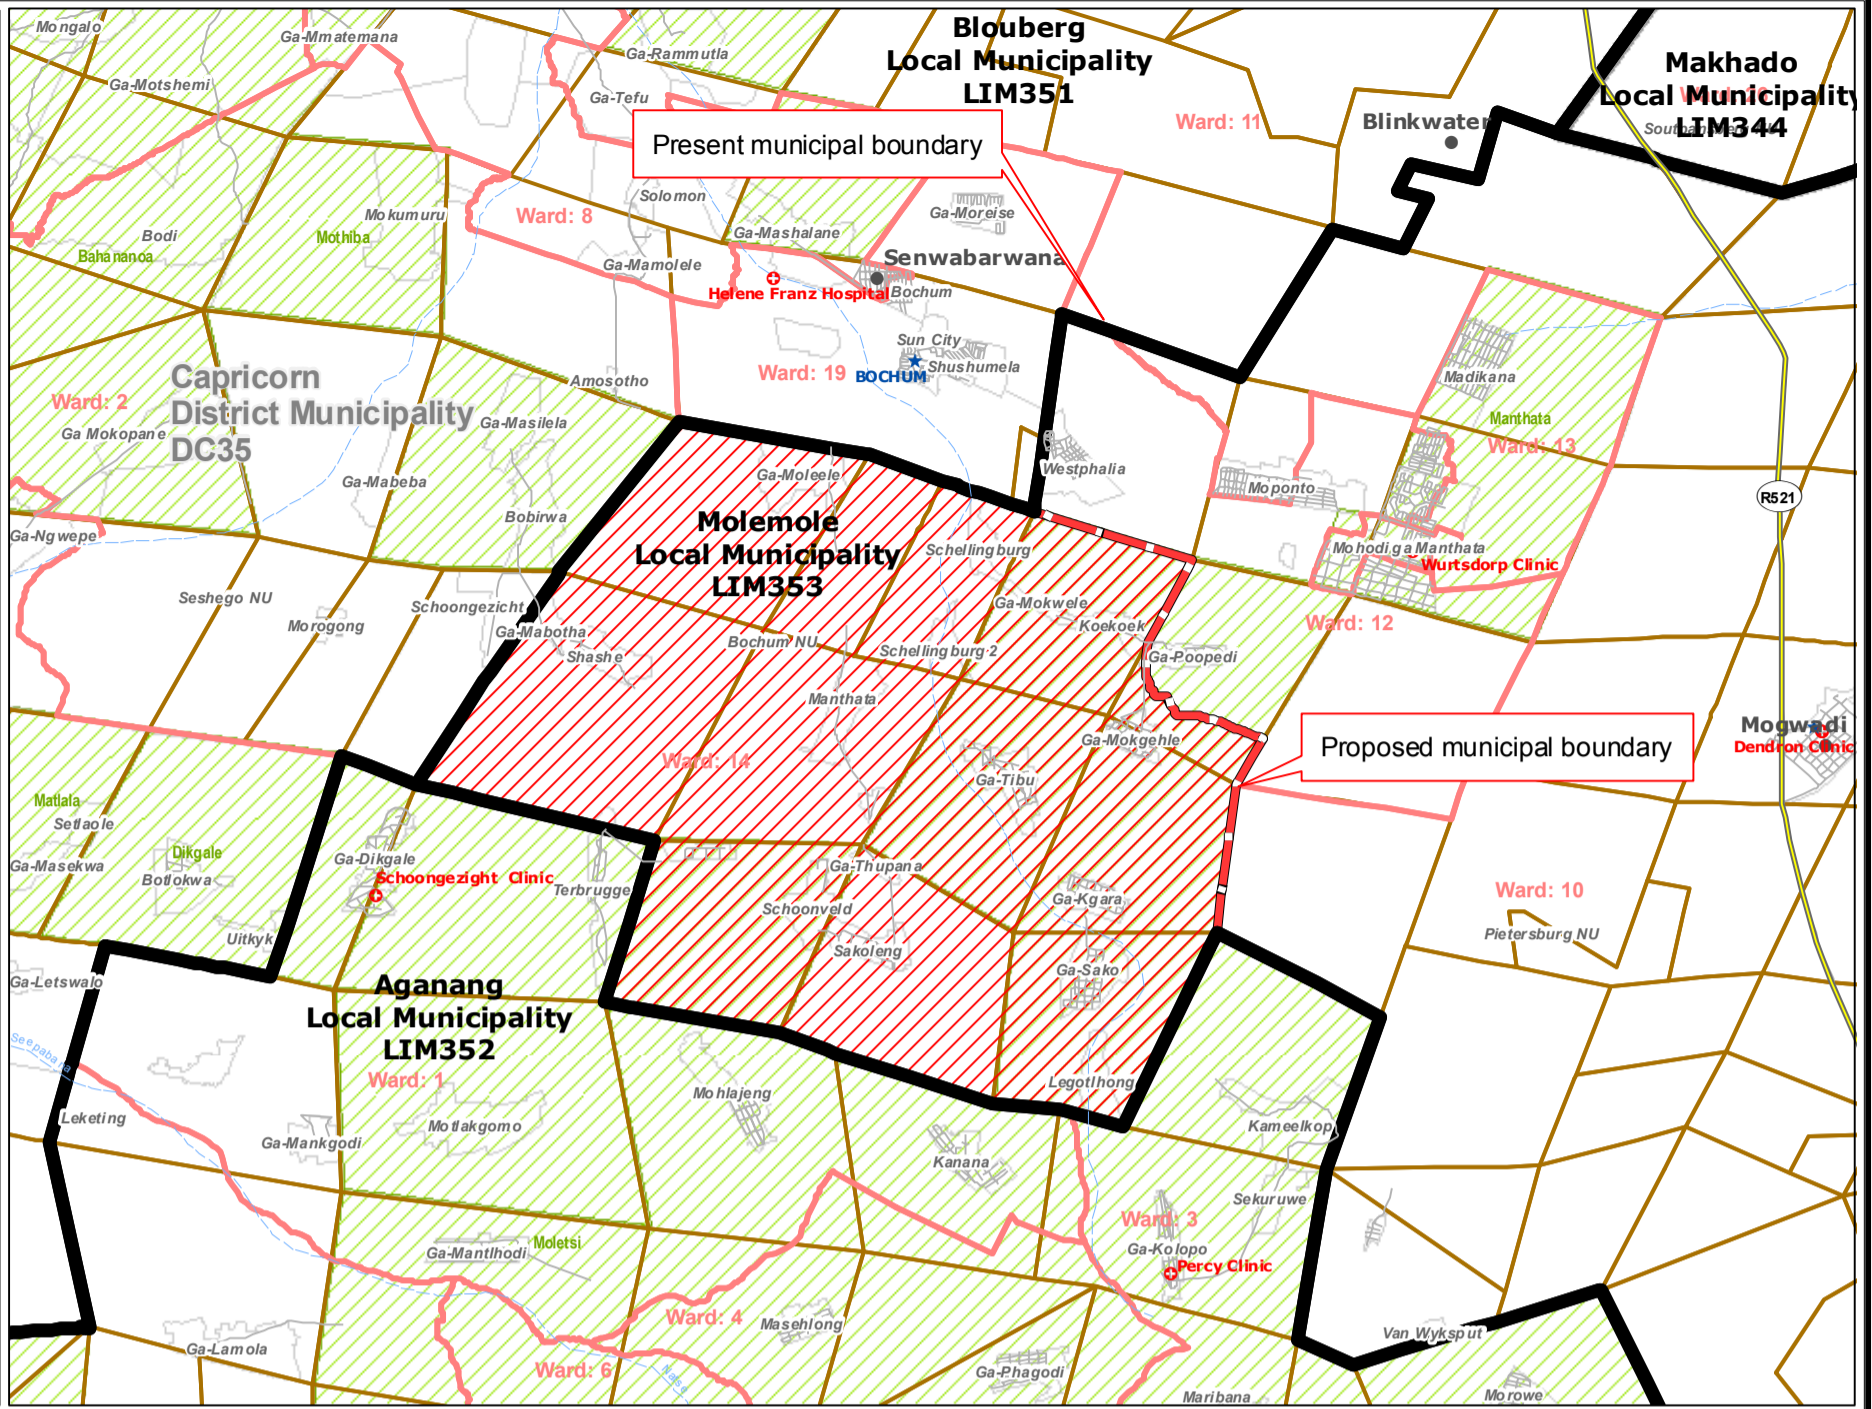 Mongalo
Ga-Mmatemana
Ga-Rammutla
Blouberg
Local Municipality
LIM351
Makhado
Local Municipality
LIM344
Ga-Motshemi
Ga-Tefu
Ward: 11
Blinkwater
Present municipal boundary
Solomon
Ga-Moreise
Ward: 8
Mokumuru
Mothiba
Bodi
Bahananoa
Ga-Mashalane
Senwabarwana
Ga-Mamolele
Helene Franz Hospital
Bochum
Sun City
Shushumela
BOCHUM
Ward: 19
Amosotho
Capricorn
District Municipality
DC35
Ward: 2
Ga Mokopane
Ga-Masilela
Madikana
Manthata
Ward: 13
Ga-Mabeba
Ga-Moleele
Westphalia
Moponto
R521
Bobirwa
Ga-Ngwepe
Molemole
Local Municipality
LIM353
Schellingburg
Mohodi ga Manthata
Wurtsdorp Clinic
Seshego NU
Schoongezicht
Morogong
Ga-Mabotha
Shashe
Bochum NU
Ga-Mokwele
Koekoek
Schellingburg 2
Ga-Poopedi
Ward: 12
Manthata
Ga-Mokgehle
Mogwadi
Dendron Clinic
Proposed municipal boundary
Ward: 14
Ga-Tibu
Matlala
Setlaole
Ga-Masekwa
Dikgale
Botlokwa
Ga-Dikgale
Schoongezight Clinic
Terbrugge
Ga-Thupana
Schoonveld
Sakoleng
Ga-Kgara
Ward: 10
Pietersburg NU
Uitkyk
Ga-Sako
Ga-Letswalo
Aganang
Local Municipality
LIM352
Ward: 1
Seepabana
Legotlhong
Mohlajeng
Leketing
Ga-Mankgodi
Motlakgomo
Kameelkop
Kanana
Sekuruwe
Ward: 3
Ga-Kolopo
Percy Clinic
Ga-Mantlhodi
Moletsi
Ward: 4
Masehlong
Ga-Lamola
Ward: 6
Natse
Ga-Phagodi
Van Wyksput
Maribana
Morowe